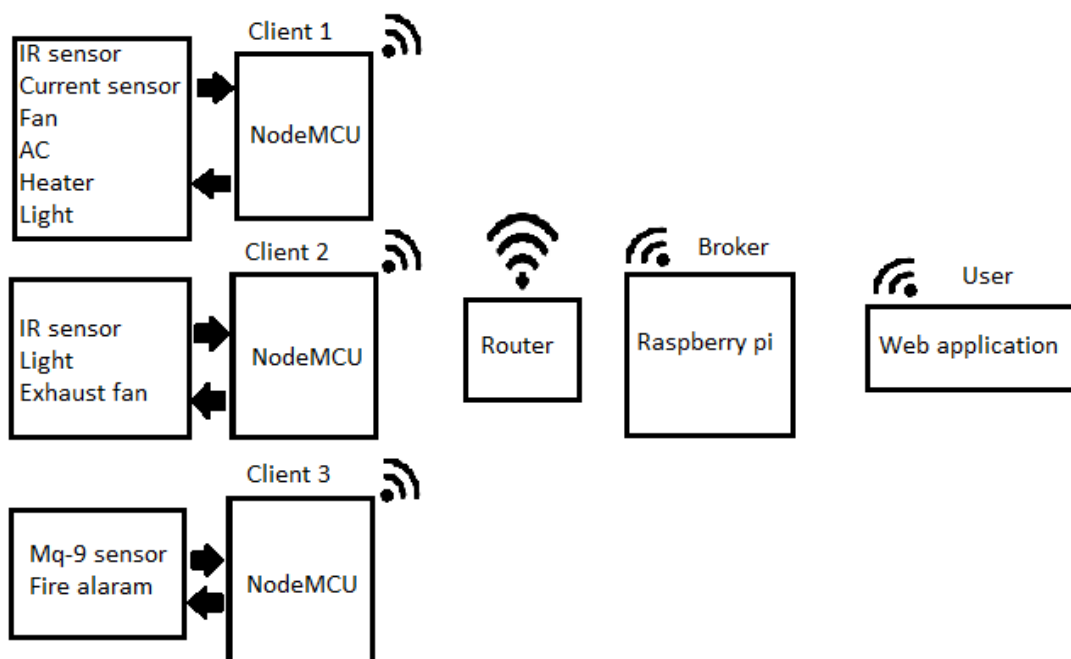 Client 1
IR sensor
Current sensor
Fan
AC
Heater
Light
NodeMCU
Client 2
IR sensor
Light
Exhaust fan
NodeMCU
Client 3
Mq-9 sensor
Fire alaram
NodeMCU
Router
Broker
Raspberry pi
User
Web application